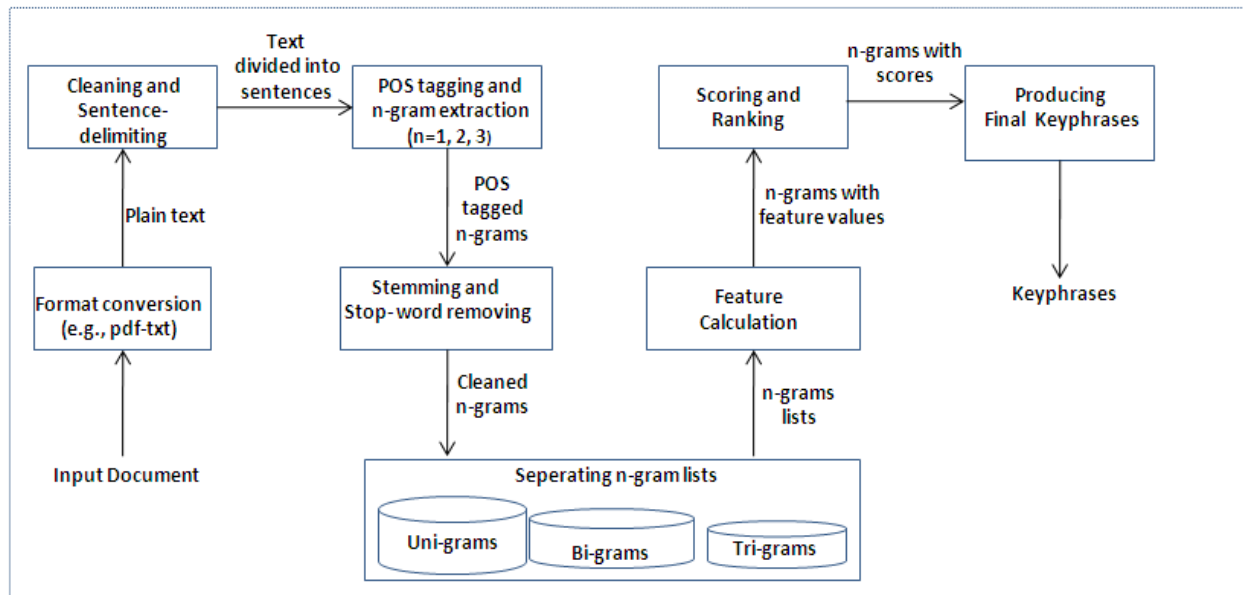 Text
divided into
sentences
n-grams with
scores
Cleaning and
Sentence-
delimiting
POS tagging and
n-gram extraction
(n=1, 2, 3)
Scoring and
Ranking
Producing
Final Keyphrases
Plain text
POS
tagged
n-grams
n-grams with
feature values
Format conversion
(e.g., pdf-txt)
Stemming and
Stop-word removing
Feature
Calculation
Keyphrases
Cleaned
n-grams
n-grams
lists
Input Document
Seperating n-gram lists
Uni-grams
Bi-grams
Tri-grams